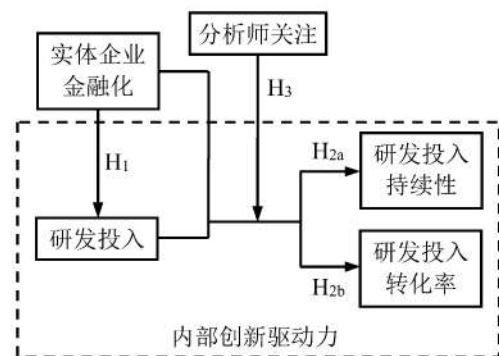 分析师关注
实体企业
金融化
H3
H1
H2a
研发投入
持续性
研发投入
H2b
研发投入
转化率
内部创新驱动力